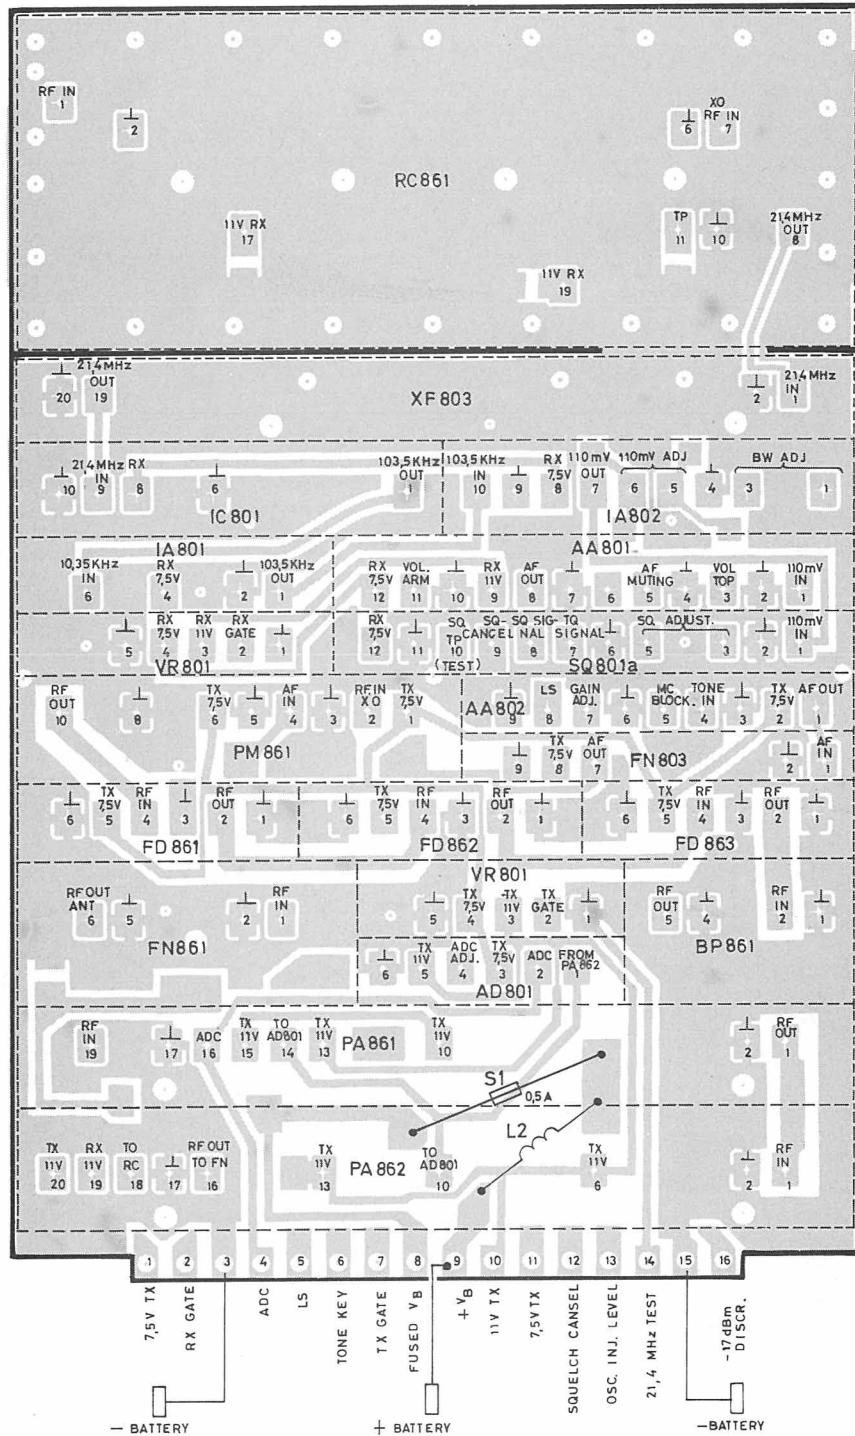 RF IN
1
⊥
2
⊥
6
XO
RF IN
7
RC861
11V RX
17
TP
11
⊥
10
21,4MHz
OUT
8
11V RX
19
⊥
20
21,4MHz
OUT
19
XF803
⊥
2
21,4MHz
IN
1
⊥
10
21,4MHz
IN
9
RX
8
⊥
6
103,5KHz
OUT
1
IC801
103,5KHz
IN
10
⊥
9
RX
7,5V
8
110mV
OUT
7
110mV ADJ
6 5
⊥
4
BW ADJ
3 1
IA802
IA801
10,35KHz
IN
6
RX
7,5V
4
⊥
2
103,5KHz
OUT
1
AA801
RX
7,5V
12
VOL.
ARM
11
⊥
10
RX
11V
9
AF
OUT
8
⊥
7
6
AF
MUTING
5
⊥
4
VOL
TOP
3
⊥
2
110mV
IN
1
⊥
5
RX
7,5V
4
RX
11V
3
RX
GATE
2
⊥
1
VR801
RX
7,5V
12
⊥
11
SQ
TP
10
(TEST)
SQ-
CANCEL
9
SQ SIG-
NAL
8
TQ
SIGNAL
7
⊥
6
SQ ADJUST.
5 3
⊥
2
110mV
IN
1
SQ801a
RF
OUT
10
⊥
8
TX
7,5V
6
⊥
5
AF
IN
4
⊥
3
RFIN
XO
2
TX
7,5V
1
PM861
AA802
⊥
9
LS
8
GAIN
ADJ.
7
⊥
6
MC
BLOCK.
5
TONE
IN
4
⊥
3
TX
7,5V
2
AFOUT
1
⊥
9
TX
7,5V
8
AF
OUT
7
FN803
⊥
2
AF
IN
1
⊥
6
TX
7,5V
5
RF
IN
4
⊥
3
RF
OUT
2
⊥
1
FD861
⊥
6
TX
7,5V
5
RF
IN
4
⊥
3
RF
OUT
2
⊥
1
FD862
⊥
6
TX
7,5V
5
RF
IN
4
⊥
3
RF
OUT
2
⊥
1
FD863
RFOUT
ANT
6
⊥
5
⊥
2
RF
IN
1
FN861
VR801
⊥
5
TX
7,5V
4
TX
11V
3
TX
GATE
2
⊥
1
RF
OUT
5
⊥
4
RF
IN
2
⊥
1
BP861
⊥
6
TX
11V
5
ADC
ADJ.
4
TX
7,5V
3
ADC
2
FROM
PA862
1
AD801
RF
IN
19
⊥
17
ADC
16
TX
11V
15
TO
AD801
14
TX
11V
13
PA861
TX
11V
10
⊥
2
RF
OUT
1
S1
0,5A
L2
TX
11V
20
RX
11V
19
TO
RC
18
⊥
17
RFOUT
TO FN
16
TX
11V
13
PA862
TO
AD801
10
TX
11V
6
⊥
2
RF
IN
1
1 2 3 4 5 6 7 8 9 10 11 12 13 14 15 16
7,5V TX
RX GATE
ADC
LS
TONE KEY
TX GATE
FUSED VB
+ VB
11V TX
7,5V TX
SQUELCH CANSEL
OSC. INJ. LEVEL
21,4 MHz TEST
-17dBm
DISCR.
— BATTERY
+ BATTERY
—BATTERY